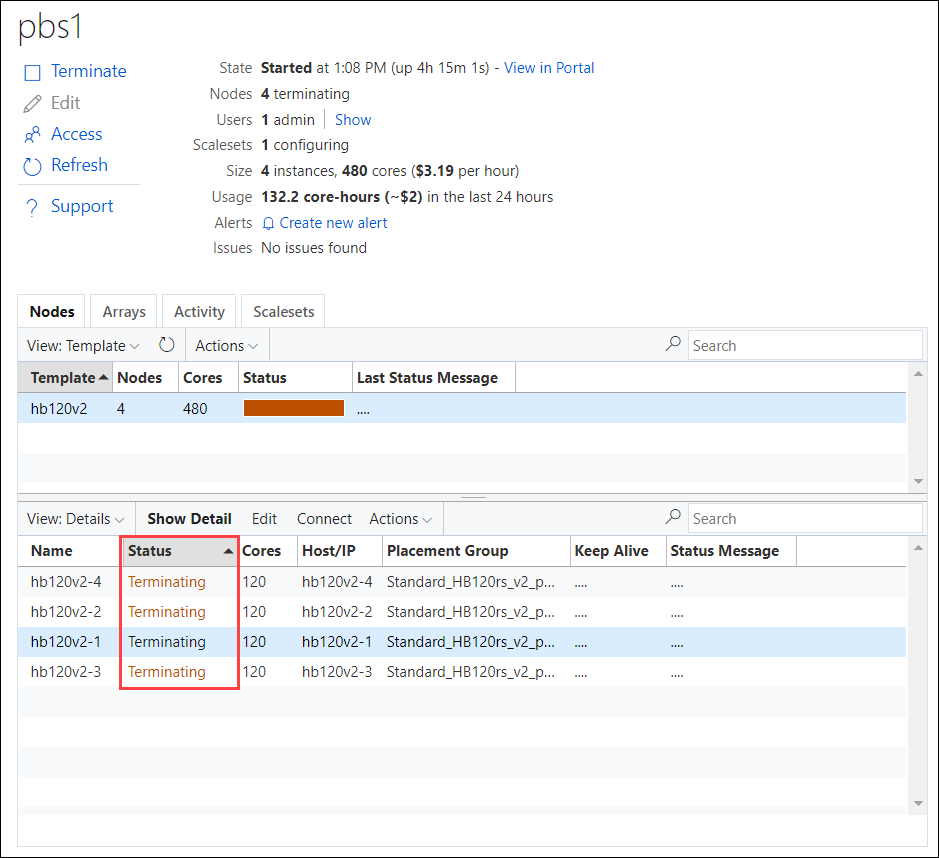 pbs1
Terminate
Edit
Access
Refresh
Support
State Started at 1:08 PM (up 4h 15m 1s) - View in Portal
Nodes 4 terminating
Users 1 admin Show
Scalesets 1 configuring
Size 4 instances, 480 cores ($3.19 per hour)
Usage 132.2 core-hours (~$2) in the last 24 hours
Alerts Create new alert
Issues No issues found
Nodes Arrays Activity Scalesets
View: Template Actions Search
Template Nodes Cores Status Last Status Message
hb120v2 4 480 ....
View: Details Show Detail Edit Connect Actions Search
Name Status Cores Host/IP Placement Group Keep Alive Status Message
hb120v2-4 Terminating 120 hb120v2-4 Standard_HB120rs_v2_p... .... ....
hb120v2-2 Terminating 120 hb120v2-2 Standard_HB120rs_v2_p... .... ....
hb120v2-1 Terminating 120 hb120v2-1 Standard_HB120rs_v2_p... .... ....
hb120v2-3 Terminating 120 hb120v2-3 Standard_HB120rs_v2_p... .... ....